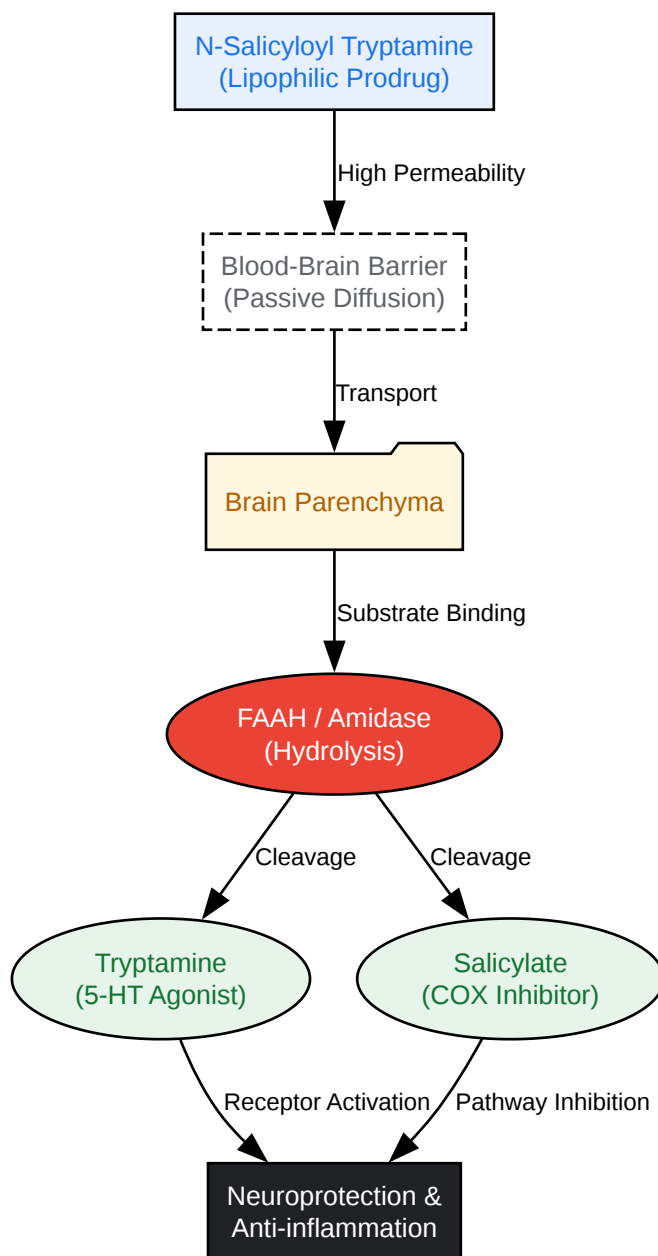 N-Salicyloyl Tryptamine
(Lipophilic Prodrug)
High Permeability
Blood-Brain Barrier
(Passive Diffusion)
Transport
Brain Parenchyma
Substrate Binding
FAAH / Amidase
(Hydrolysis)
Cleavage
Cleavage
Tryptamine
(5-HT Agonist)
Salicylate
(COX Inhibitor)
Receptor Activation
Pathway Inhibition
Neuroprotection &
Anti-inflammation